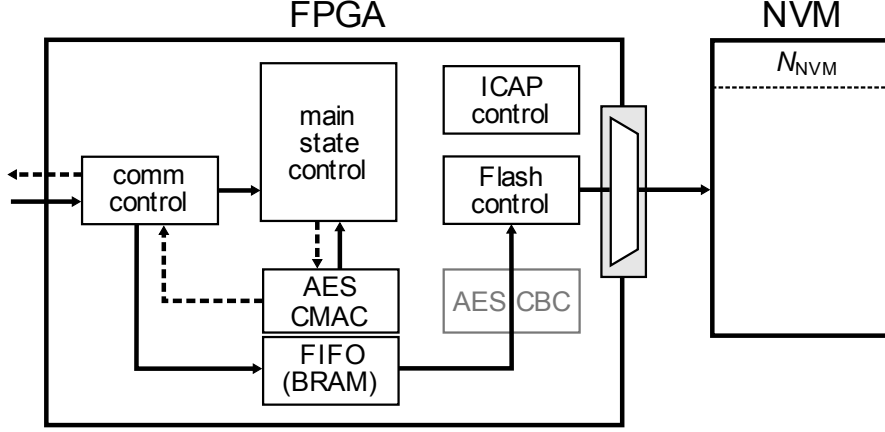 FPGA
NVM
N_NVM
ICAP
control
main
state
control
comm
control
Flash
control
AES
CMAC
AES CBC
FIFO
(BRAM)